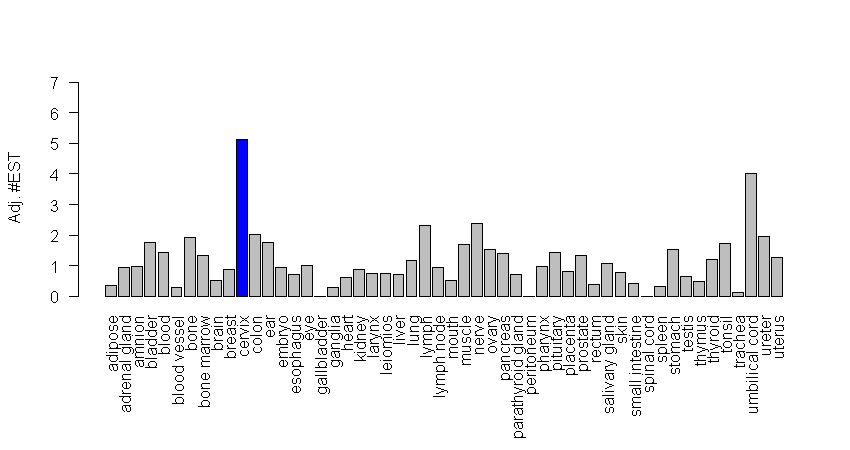 7
6
5
4
3
2
1
0
Adj. #EST
adipose
adrenal gland
amnion
bladder
blood
blood vessel
bone
bone marrow
brain
breast
cervix
colon
ear
embryo
esophagus
eye
gallbladder
ganglia
heart
kidney
larynx
leiomios
liver
lung
lymph
lymph node
mouth
muscle
nerve
ovary
pancreas
parathyroid gland
peritoneum
pharynx
pituitary
placenta
prostate
rectum
salivary gland
skin
small intestine
spinal cord
spleen
stomach
testis
thymus
thyroid
tonsil
trachea
umbilical cord
ureter
uterus